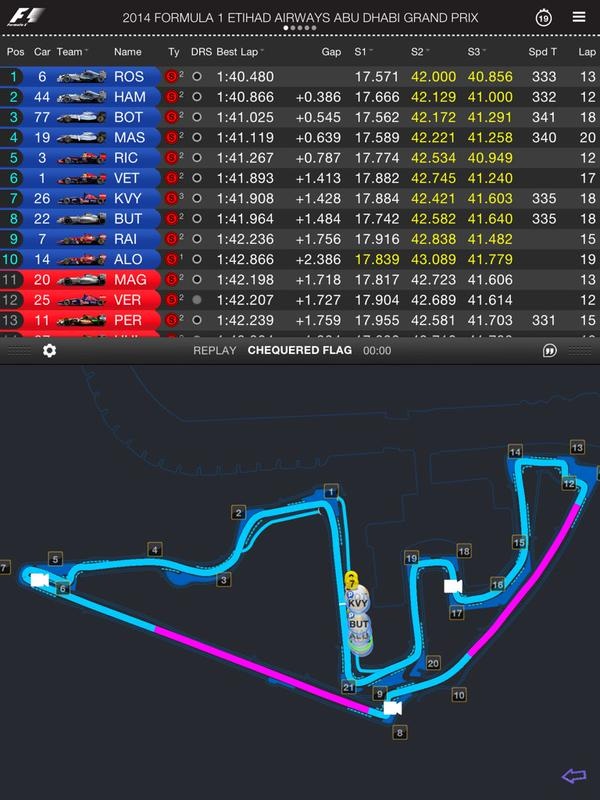 F1
Formula 1
2014 FORMULA 1 ETIHAD AIRWAYS ABU DHABI GRAND PRIX
19
Pos Car Team Name Ty DRS Best Lap Gap S1 S2 S3 Spd T Lap
1 6 ROS S 2 1:40.480 17.571 42.000 40.856 333 13
2 44 HAM S 2 1:40.866 +0.386 17.666 42.129 41.000 332 12
3 77 BOT S 2 1:41.025 +0.545 17.562 42.172 41.291 341 18
4 19 MAS S 2 1:41.119 +0.639 17.589 42.221 41.258 340 20
5 3 RIC S 2 1:41.267 +0.787 17.774 42.534 40.949 12
6 1 VET S 2 1:41.893 +1.413 17.882 42.745 41.240 17
7 26 KVY S 3 1:41.908 +1.428 17.884 42.421 41.603 335 18
8 22 BUT S 2 1:41.964 +1.484 17.742 42.582 41.640 335 18
9 7 RAI S 2 1:42.236 +1.756 17.916 42.838 41.482 15
10 14 ALO S 1 1:42.866 +2.386 17.839 43.089 41.779 19
11 20 MAG S 2 1:42.198 +1.718 17.817 42.723 41.606 13
12 25 VER S 2 1:42.207 +1.727 17.904 42.689 41.614 12
13 11 PER S 2 1:42.239 +1.759 17.955 42.581 41.703 331 15
REPLAY CHEQUERED FLAG 00:00
13
14
12
1
2
15
4
5
19
18
7
3
6
16
KVY
17
BUT
ALO
20
21
9
10
8